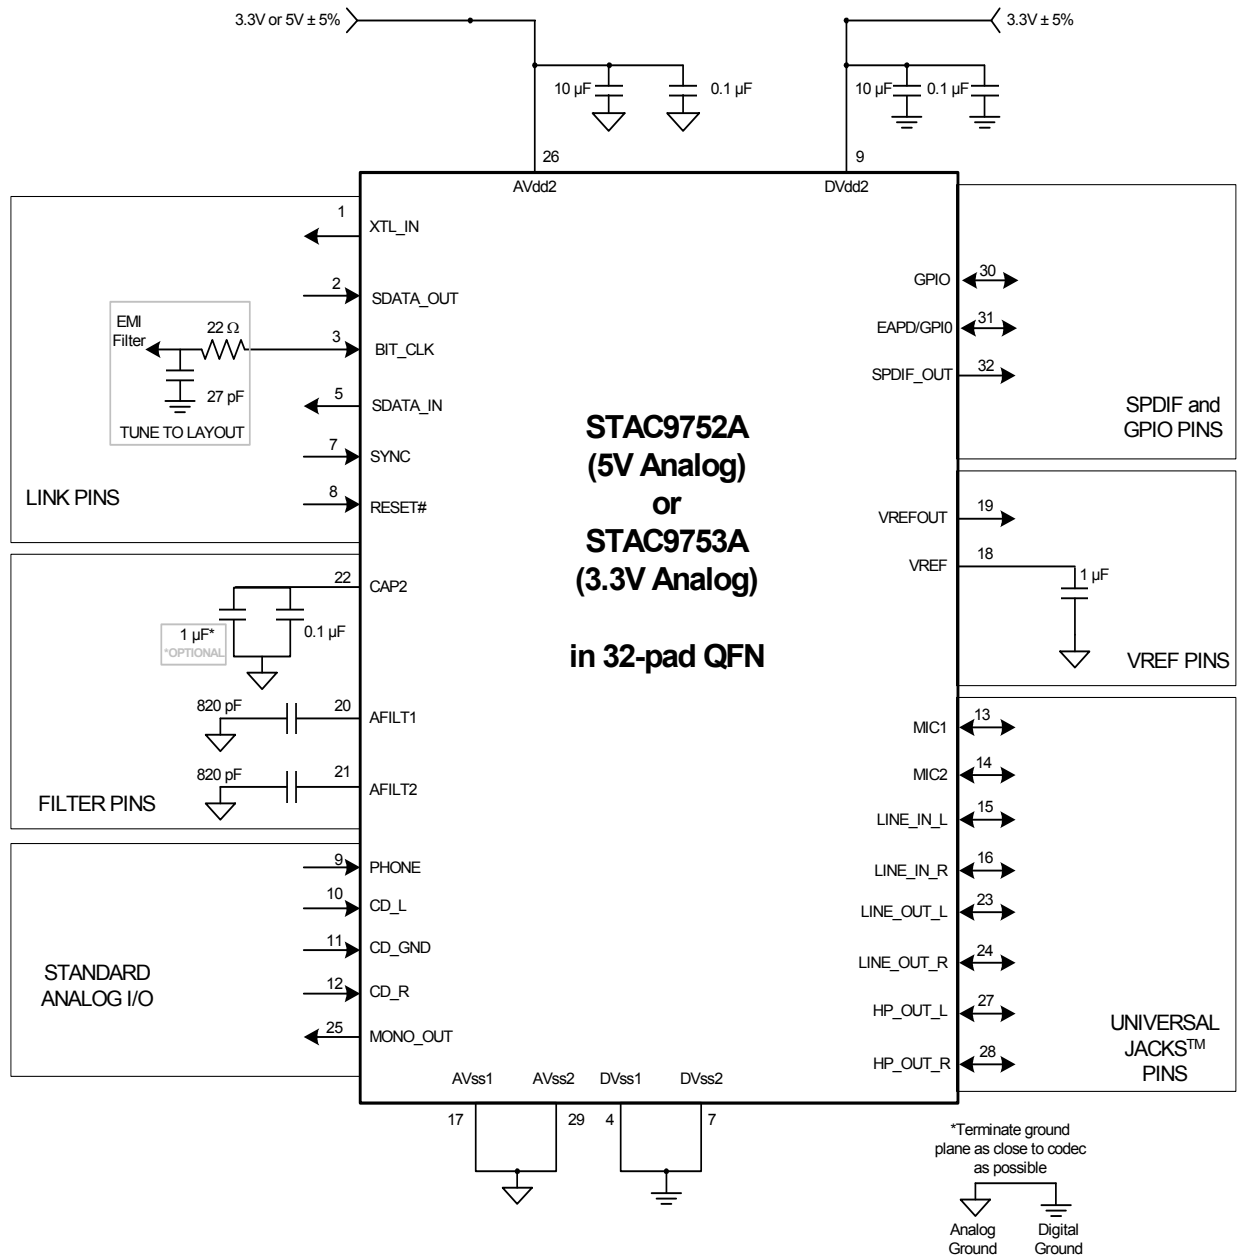 3.3V or 5V ± 5%
3.3V ± 5%
10 µF
0.1 µF
10 µF
0.1 µF
26
9
AVdd2
DVdd2
1
XTL_IN
2
SDATA_OUT
EMI
Filter
22 Ω
27 pF
TUNE TO LAYOUT
3
BIT_CLK
5
SDATA_IN
7
SYNC
8
RESET#
LINK PINS
22
CAP2
1 µF*
*OPTIONAL
0.1 µF
820 pF
20
AFILT1
820 pF
21
AFILT2
FILTER PINS
9
PHONE
10
CD_L
11
CD_GND
12
CD_R
25
MONO_OUT
STANDARD
ANALOG I/O
STAC9752A
(5V Analog)
or
STAC9753A
(3.3V Analog)
in 32-pad QFN
GPIO
30
EAPD/GPI0
31
SPDIF_OUT
32
SPDIF and
GPIO PINS
VREFOUT
19
VREF
18
1 µF
VREF PINS
MIC1
13
MIC2
14
LINE_IN_L
15
LINE_IN_R
16
LINE_OUT_L
23
LINE_OUT_R
24
HP_OUT_L
27
HP_OUT_R
28
UNIVERSAL
JACKS™
PINS
AVss1
AVss2
DVss1
DVss2
17
29
4
7
*Terminate ground
plane as close to codec
as possible
Analog
Ground
Digital
Ground